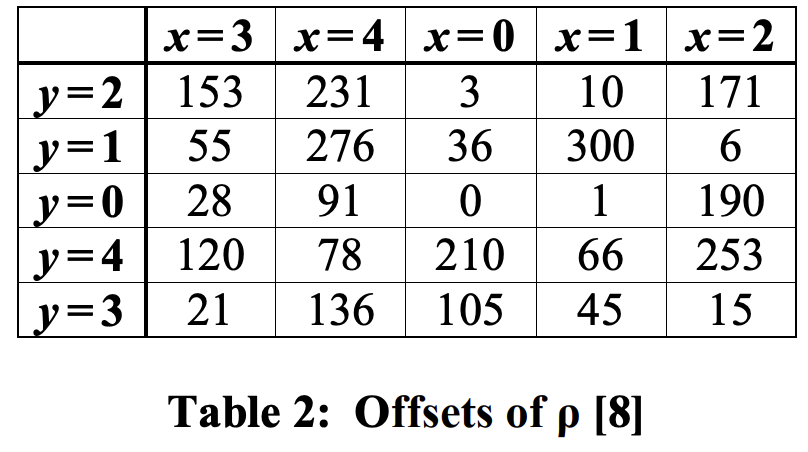 x=3 x=4 x=0 x=1 x=2
y=2 153 231 3 10 171
y=1 55 276 36 300 6
y=0 28 91 0 1 190
y=4 120 78 210 66 253
y=3 21 136 105 45 15
Table 2: Offsets of ρ [8]